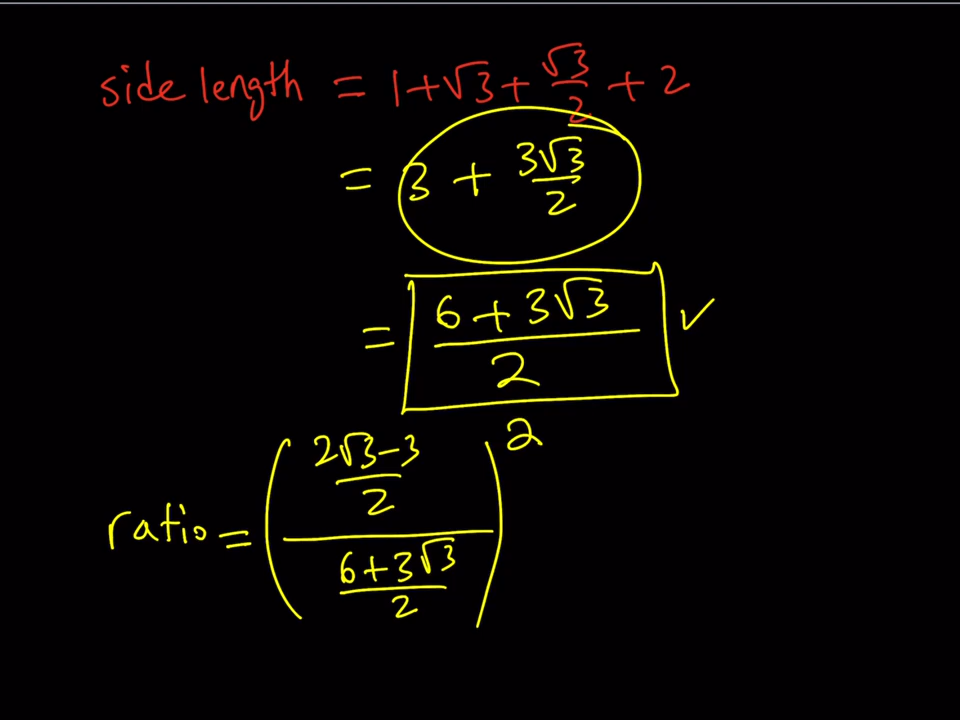 side length = 1+√3+√3/2+2
= 3 + 3√3/2
= (6+3√3)/2 ✓
ratio = (((2√3-3)/2)/((6+3√3)/2))²